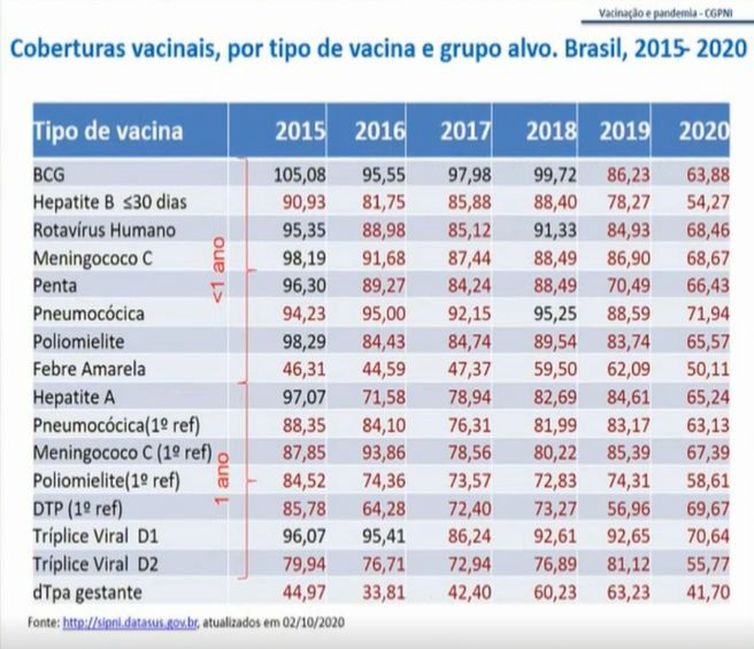 Vacinação e pandemia - CGPNI
Coberturas vacinais, por tipo de vacina e grupo alvo. Brasil, 2015- 2020
Tipo de vacina 2015 2016 2017 2018 2019 2020
BCG 105,08 95,55 97,98 99,72 86,23 63,88
Hepatite B ≤30 dias 90,93 81,75 85,88 88,40 78,27 54,27
Rotavírus Humano 95,35 88,98 85,12 91,33 84,93 68,46
Meningococo C 98,19 91,68 87,44 88,49 86,90 68,67
Penta 96,30 89,27 84,24 88,49 70,49 66,43
Pneumocócica 94,23 95,00 92,15 95,25 88,59 71,94
Poliomielite 98,29 84,43 84,74 89,54 83,74 65,57
Febre Amarela 46,31 44,59 47,37 59,50 62,09 50,11
<1 ano
Hepatite A 97,07 71,58 78,94 82,69 84,61 65,24
Pneumocócica(1º ref) 88,35 84,10 76,31 81,99 83,17 63,13
Meningococo C (1º ref) 87,85 93,86 78,56 80,22 85,39 67,39
Poliomielite(1º ref) 84,52 74,36 73,57 72,83 74,31 58,61
DTP (1º ref) 85,78 64,28 72,40 73,27 56,96 69,67
Tríplice Viral D1 96,07 95,41 86,24 92,61 92,65 70,64
Tríplice Viral D2 79,94 76,71 72,94 76,89 81,12 55,77
1 ano
dTpa gestante 44,97 33,81 42,40 60,23 63,23 41,70
Fonte: http://sipni.datasus.gov.br, atualizados em 02/10/2020